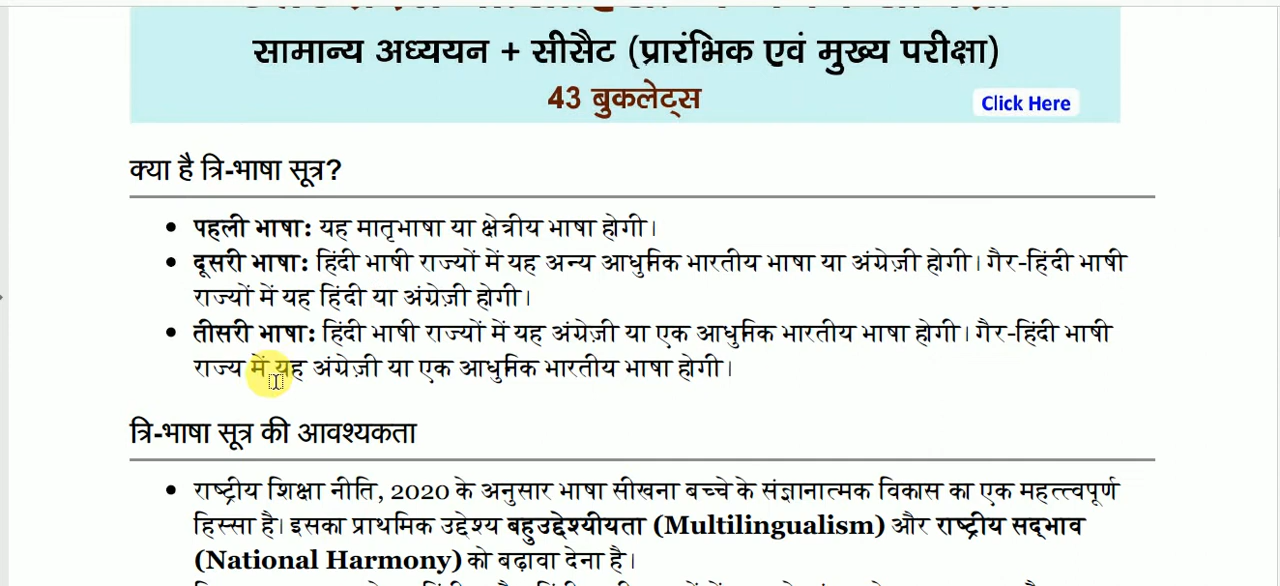 सामान्य अध्ययन + सीसैट (प्रारंभिक एवं मुख्य परीक्षा)
43 बुकलेट्स
Click Here
क्या है त्रि-भाषा सूत्र?
• पहली भाषा: यह मातृभाषा या क्षेत्रीय भाषा होगी।
• दूसरी भाषा: हिंदी भाषी राज्यों में यह अन्य आधुनिक भारतीय भाषा या अंग्रेज़ी होगी। गैर-हिंदी भाषी
राज्यों में यह हिंदी या अंग्रेज़ी होगी।
• तीसरी भाषा: हिंदी भाषी राज्यों में यह अंग्रेज़ी या एक आधुनिक भारतीय भाषा होगी। गैर-हिंदी भाषी
राज्य में यह अंग्रेज़ी या एक आधुनिक भारतीय भाषा होगी।
त्रि-भाषा सूत्र की आवश्यकता
• राष्ट्रीय शिक्षा नीति, 2020 के अनुसार भाषा सीखना बच्चे के संज्ञानात्मक विकास का एक महत्त्वपूर्ण
हिस्सा है। इसका प्राथमिक उद्देश्य बहुउद्देश्यीयता (Multilingualism) और राष्ट्रीय सद्भाव
(National Harmony) को बढ़ावा देना है।